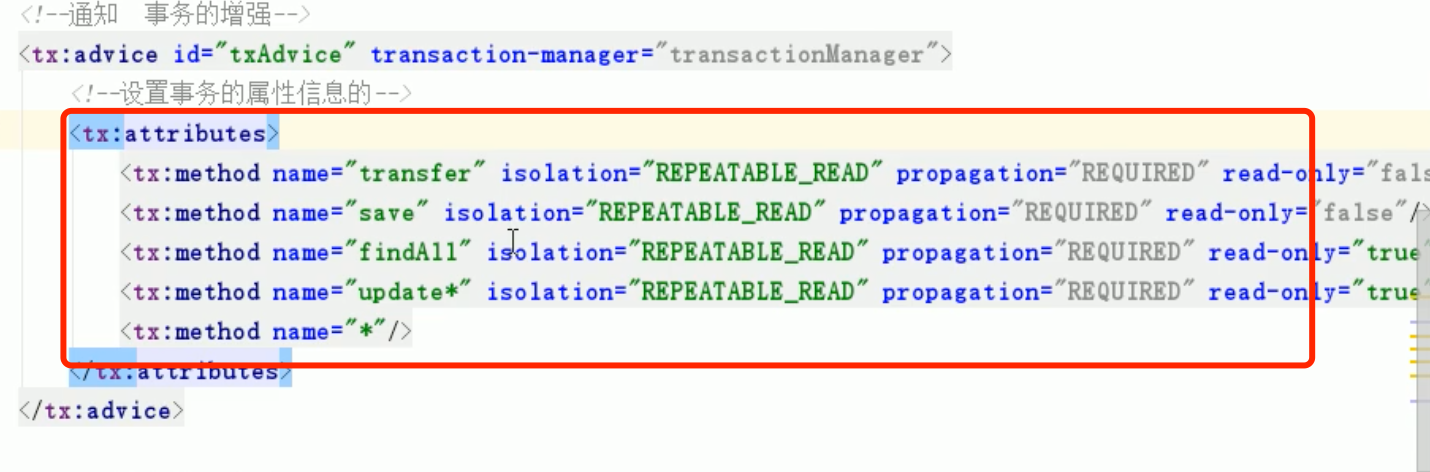 <!--通知 事务的增强-->
<tx:advice id="txAdvice" transaction-manager="transactionManager">
<!--设置事务的属性信息的-->
<tx:attributes>
<tx:method name="transfer" isolation="REPEATABLE_READ" propagation="REQUIRED" read-only="fals
<tx:method name="save" isolation="REPEATABLE_READ" propagation="REQUIRED" read-only="false"/>
<tx:method name="findAll" isolation="REPEATABLE_READ" propagation="REQUIRED" read-only="true"
<tx:method name="update*" isolation="REPEATABLE_READ" propagation="REQUIRED" read-only="true"
<tx:method name="*"/>
</tx:attributes>
</tx:advice>